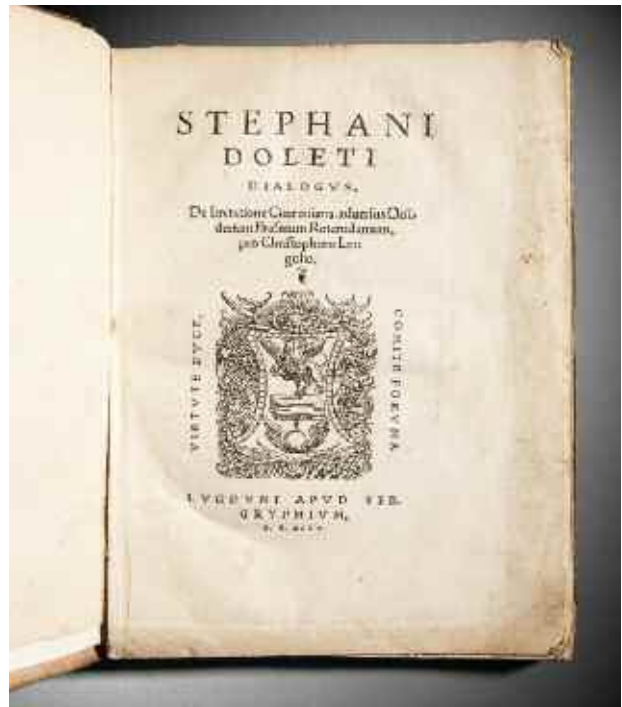 STEPHANI
DOLETI
DIALOGVS,
De Imitatione Ciceroniana, aduersus Desi-
derium Erasmum Roterodamum,
pro Christophoro Lon
golio.
VIRTVTE DVCE,
COMITE FORTVNA
LVGDVNI APVD SEB.
GRYPHIVM,